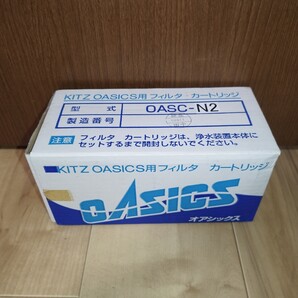 KITZ OASICS用フィルタ カートリッジ
型式 OASC-N2
製造番号
注意 フィルタ カートリッジは、浄水装置本体に
セットするまで開封しないでください。
KITZ OASICS用フィルタ カートリッジ
OASICS
オアシックス